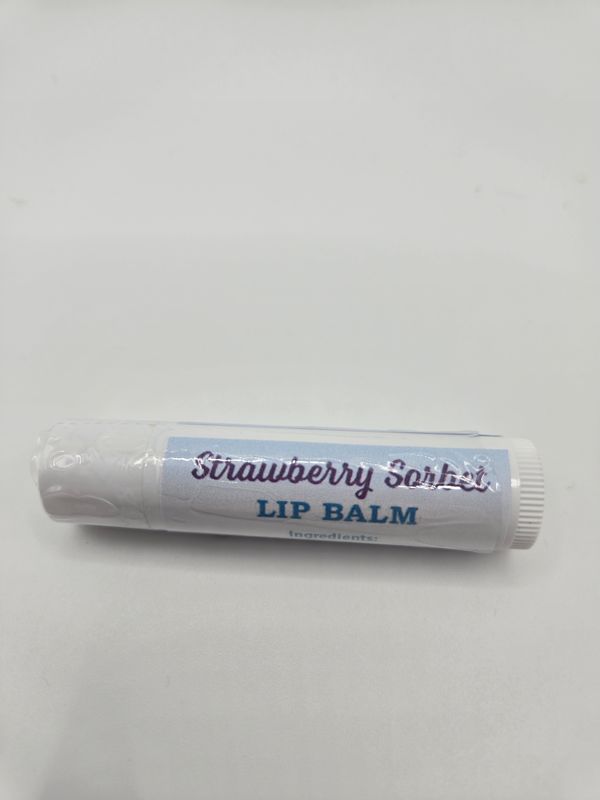 Strawberry Sorbet
LIP BALM
Ingredients: